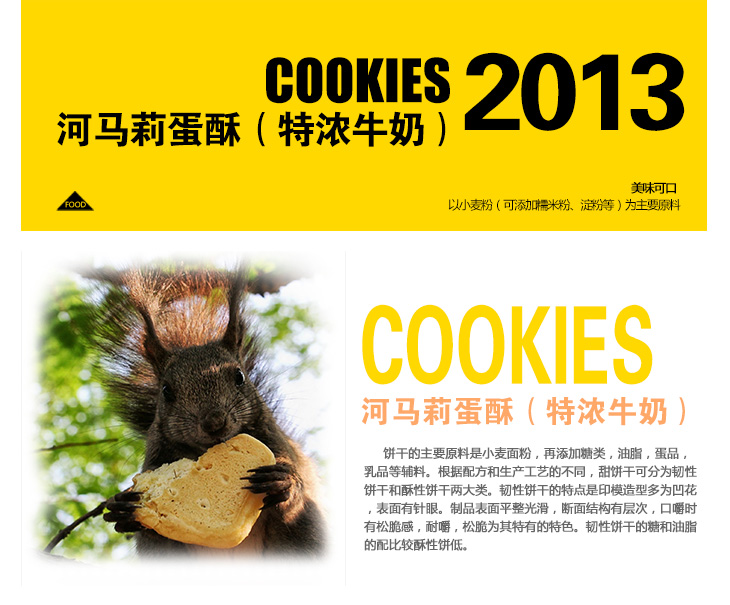 COOKIES 2013
河马莉蛋酥（特浓牛奶）
FOOD
美味可口
以小麦粉（可添加糯米粉、淀粉等）为主要原料
COOKIES
河马莉蛋酥（特浓牛奶）
饼干的主要原料是小麦面粉，再添加糖类，油脂，蛋品，
乳品等辅料。根据配方和生产工艺的不同，甜饼干可分为韧性
饼干和酥性饼干两大类。韧性饼干的特点是印模造型多为凹花
，表面有针眼。制品表面平整光滑，断面结构有层次，口嚼时
有松脆感，耐嚼，松脆为其特有的特色。韧性饼干的糖和油脂
的配比较酥性饼低。